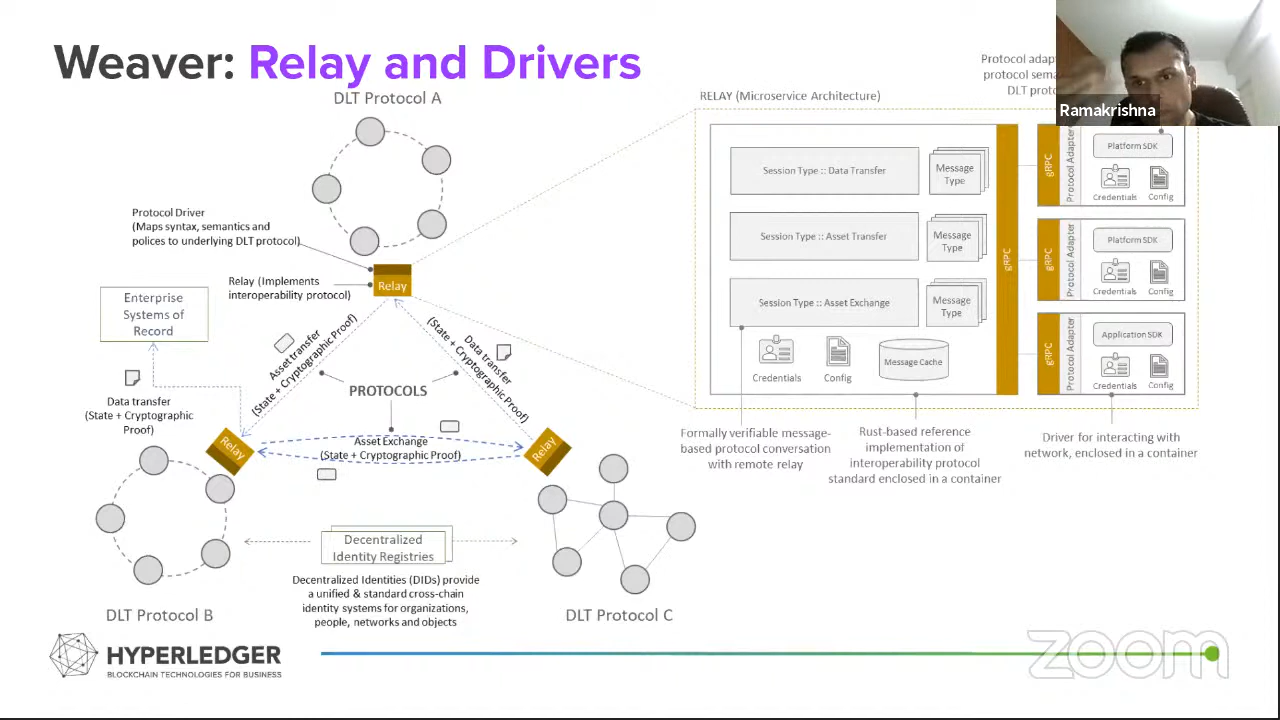 Weaver: Relay and Drivers
DLT Protocol A
Protocol Driver
(Maps syntax, semantics and
polices to underlying DLT protocol)
Relay (Implements
interoperability protocol)
Relay
Enterprise
Systems of
Record
Asset transfer
(State + Cryptographic Proof)
Data transfer
(State + Cryptographic Proof)
PROTOCOLS
Data transfer
(State + Cryptographic
Proof)
Relay
Asset Exchange
(State + Cryptographic Proof)
Relay
Decentralized
Identity Registries
Decentralized Identities (DIDs) provide
a unified & standard cross-chain
identity systems for organizations,
people, networks and objects
DLT Protocol B
DLT Protocol C
RELAY (Microservice Architecture)
Session Type :: Data Transfer
Message
Type
Session Type :: Asset Transfer
Message
Type
Session Type :: Asset Exchange
Message
Type
Credentials
Config
Message Cache
gRPC
Protocol adap
protocol sema
DLT proto
Ramakrishna
gRPC
Protocol Adapter
Platform SDK
Credentials
Config
gRPC
Protocol Adapter
Platform SDK
Credentials
Config
gRPC
Protocol Adapter
Application SDK
Credentials
Config
Formally verifiable message-
based protocol conversation
with remote relay
Rust-based reference
implementation of
interoperability protocol
standard enclosed in a container
Driver for interacting with
network, enclosed in a container
HYPERLEDGER
BLOCKCHAIN TECHNOLOGIES FOR BUSINESS
zoom